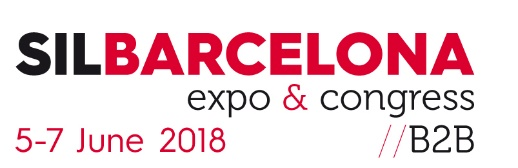 SILBARCELONA
expo & congress
5-7 June 2018 //B2B